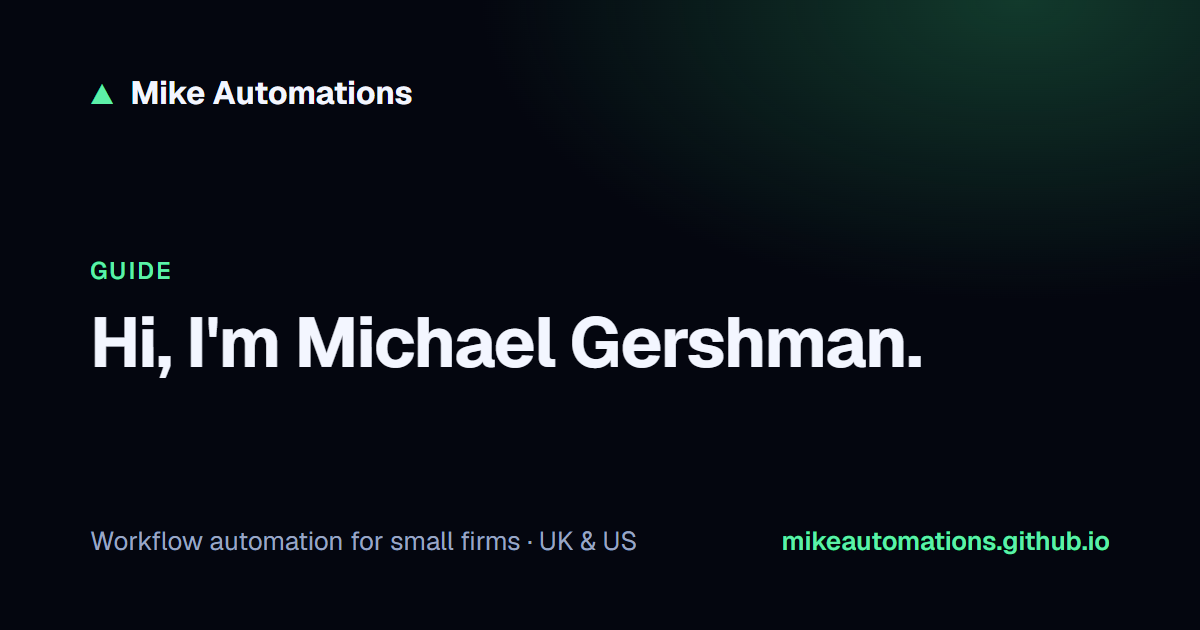 Mike Automations
GUIDE
Hi, I'm Michael Gershman.
Workflow automation for small firms · UK & US
mikeautomations.github.io